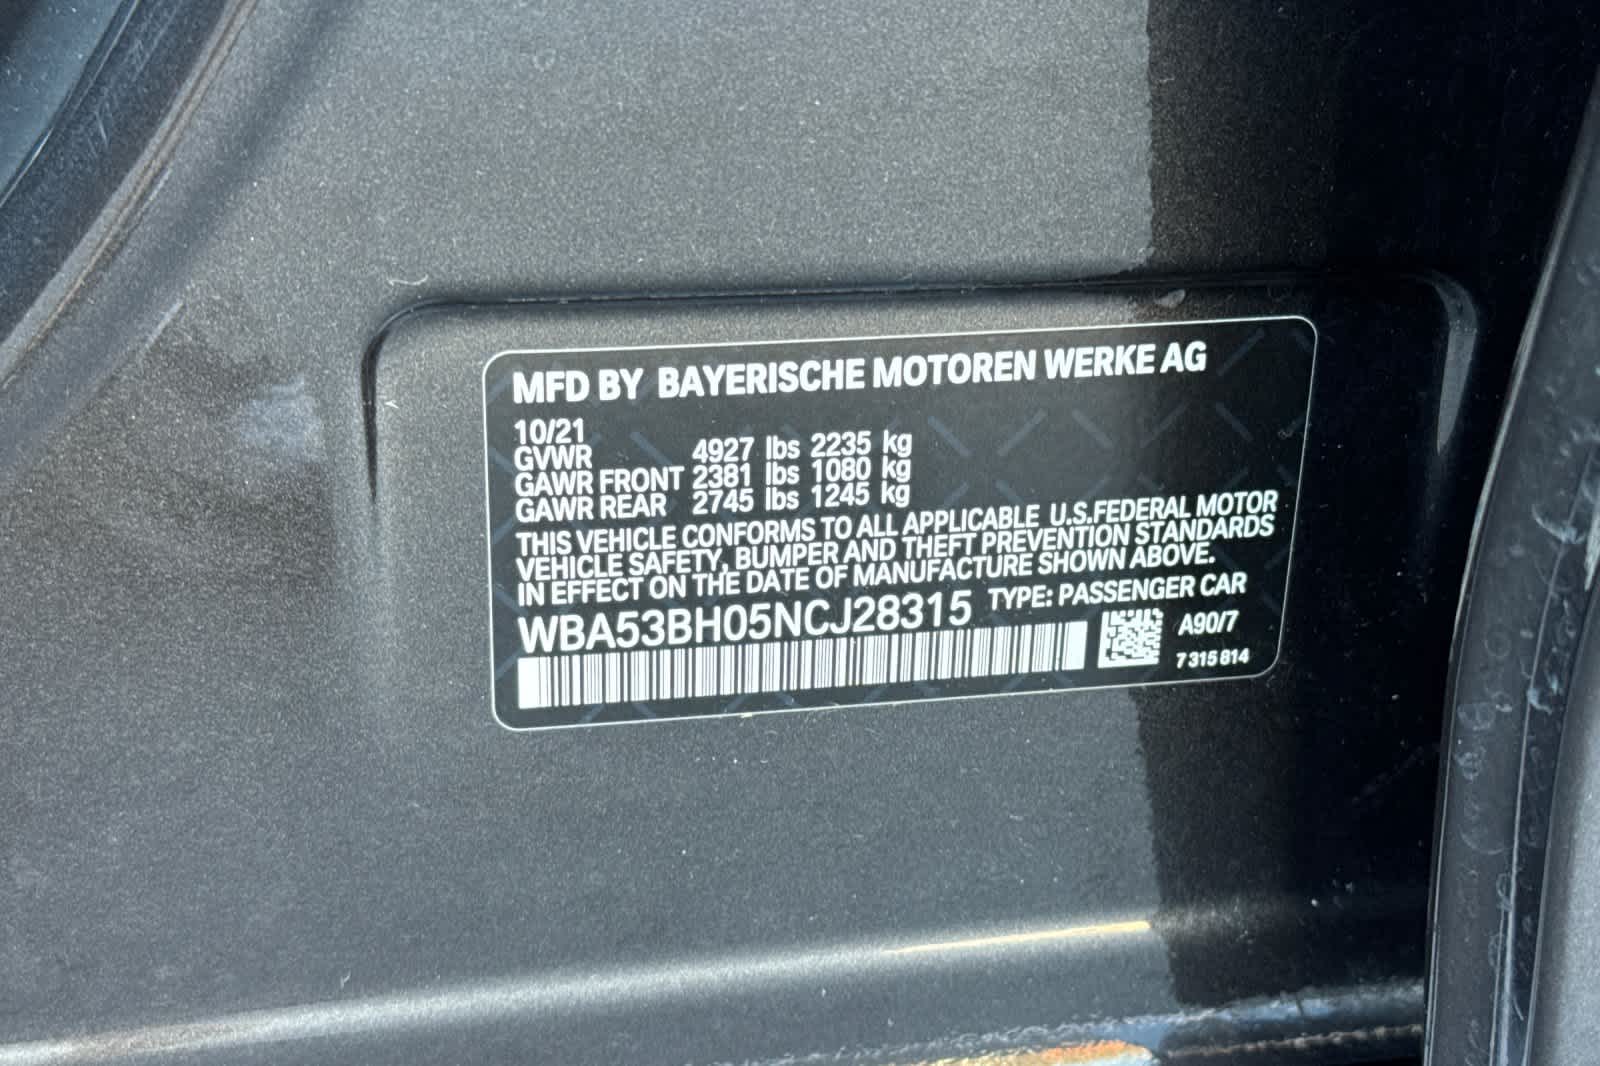 MFD BY BAYERISCHE MOTOREN WERKE AG
10/21
GVWR 4927 lbs 2235 kg
GAWR FRONT 2381 lbs 1080 kg
GAWR REAR 2745 lbs 1245 kg
THIS VEHICLE CONFORMS TO ALL APPLICABLE U.S.FEDERAL MOTOR
VEHICLE SAFETY, BUMPER AND THEFT PREVENTION STANDARDS
IN EFFECT ON THE DATE OF MANUFACTURE SHOWN ABOVE.
WBA53BH05NCJ28315 TYPE: PASSENGER CAR
A90/7
7 315 814